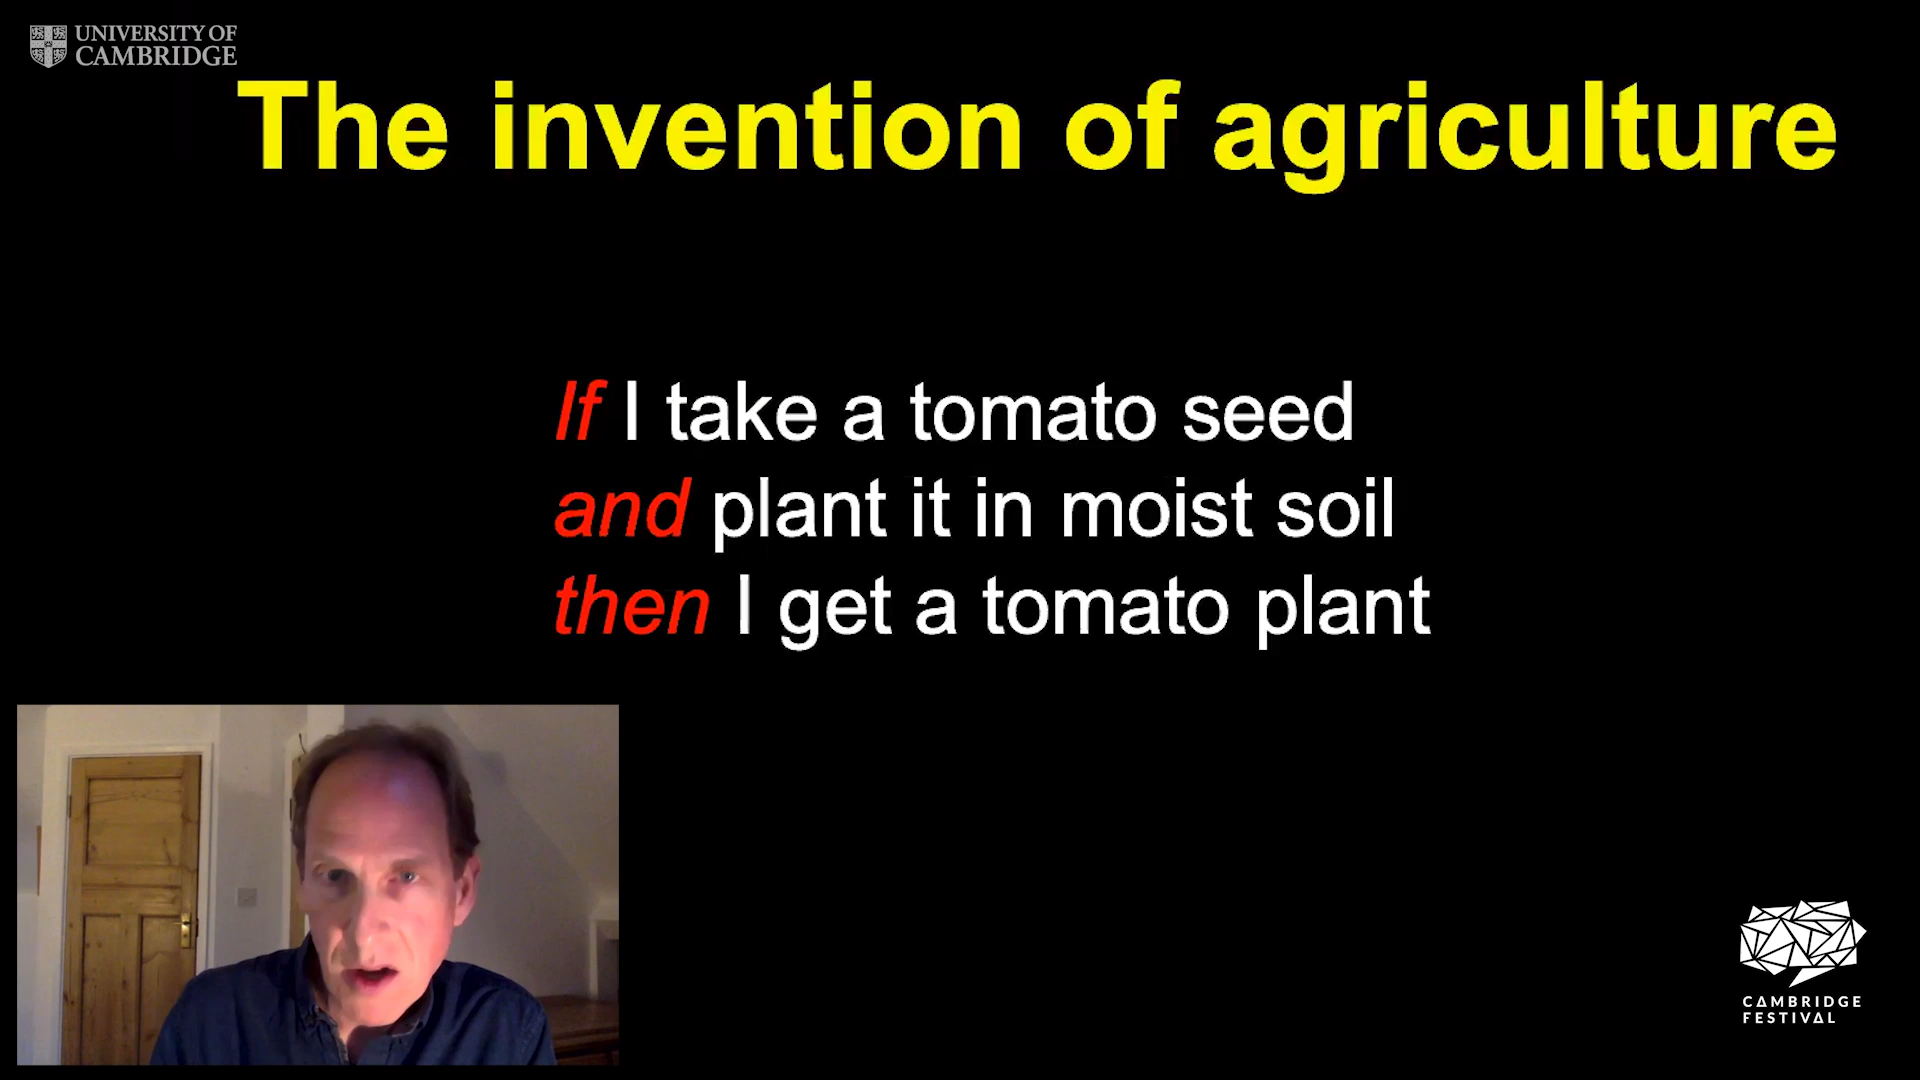 UNIVERSITY OF
CAMBRIDGE
The invention of agriculture
If I take a tomato seed
and plant it in moist soil
then I get a tomato plant
CAMBRIDGE
FESTIVAL